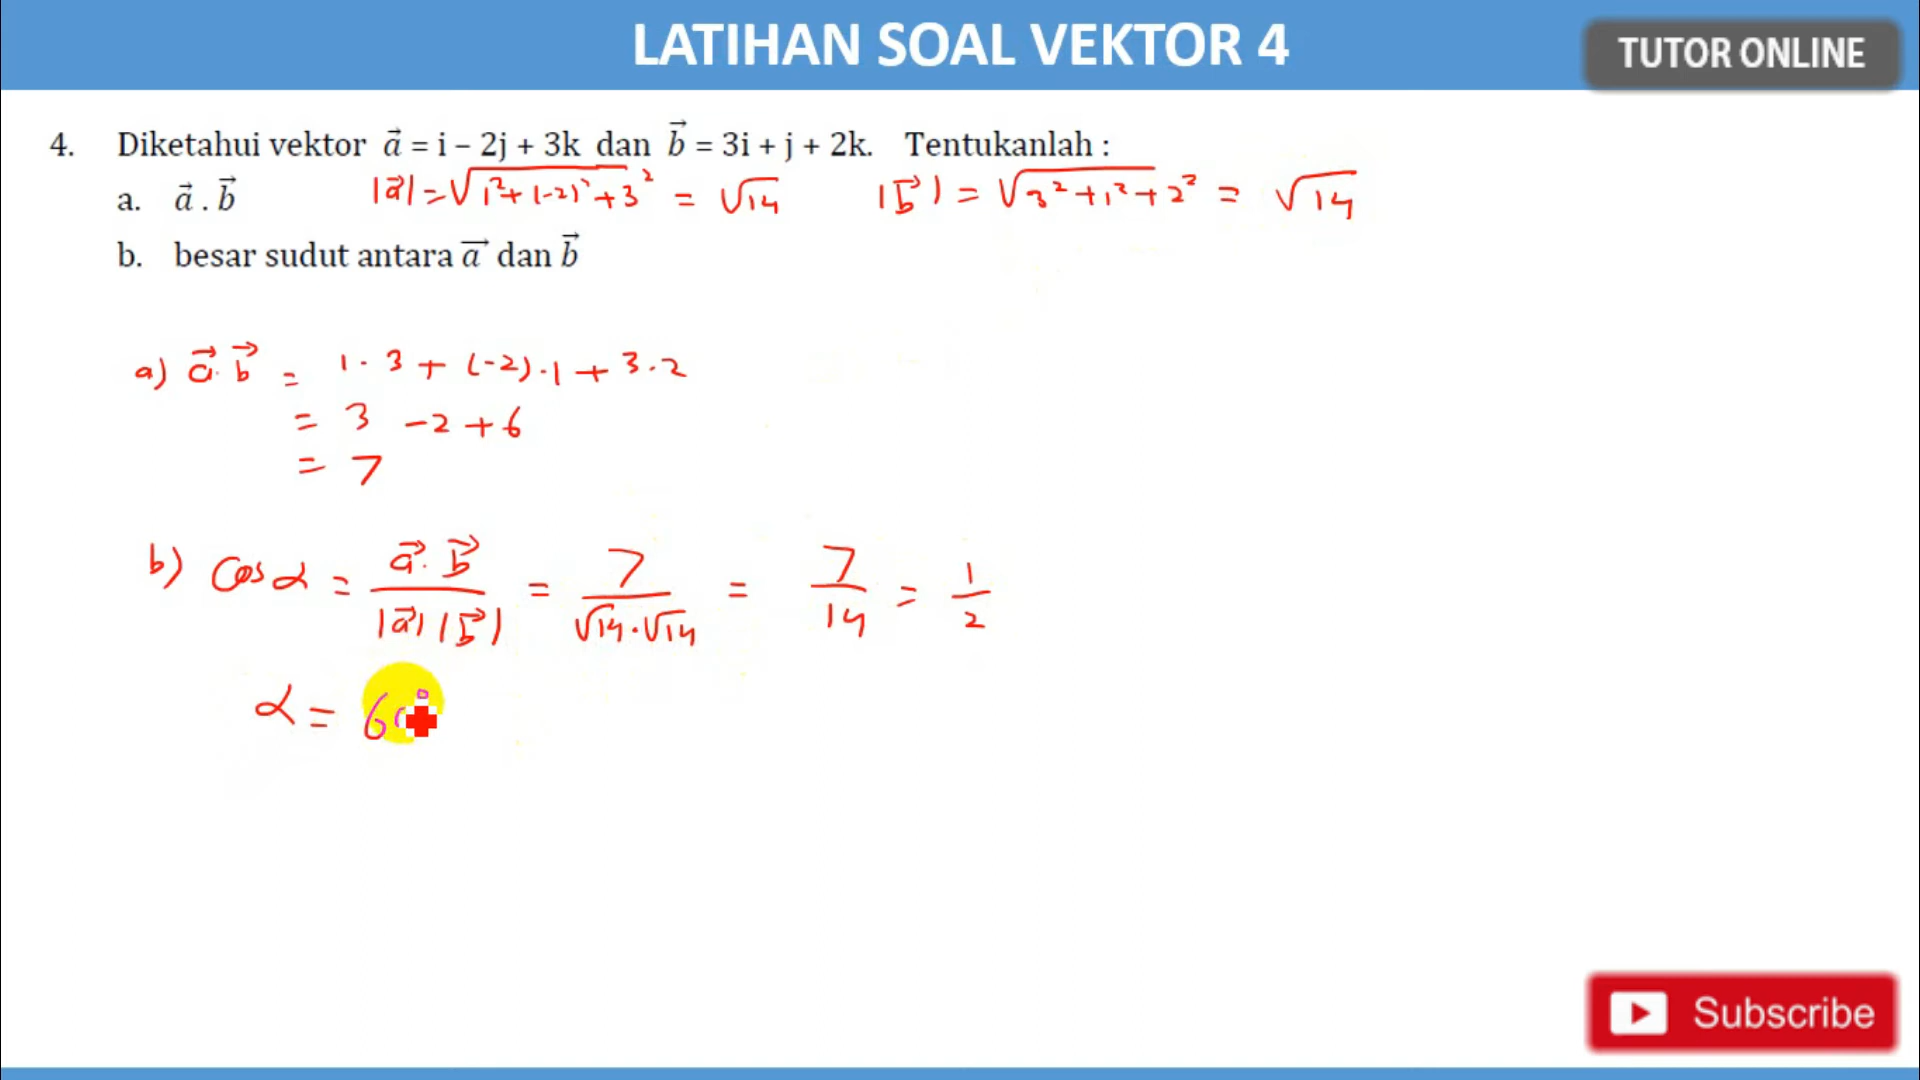 LATIHAN SOAL VEKTOR 4
TUTOR ONLINE
4. Diketahui vektor a⃗ = i – 2j + 3k dan b⃗ = 3i + j + 2k. Tentukanlah :
a. a⃗ . b⃗
|a⃗| = √(1² + (-2)² + 3²) = √14
|b⃗| = √(3² + 1² + 2²) = √14
b. besar sudut antara a⃗ dan b⃗
a) a⃗ . b⃗ = 1 · 3 + (-2) · 1 + 3 · 2
= 3 - 2 + 6
= 7
b) cos α = a⃗ . b⃗ / |a⃗| |b⃗| = 7 / √14 · √14 = 7/14 = 1/2
α = 60°
Subscribe